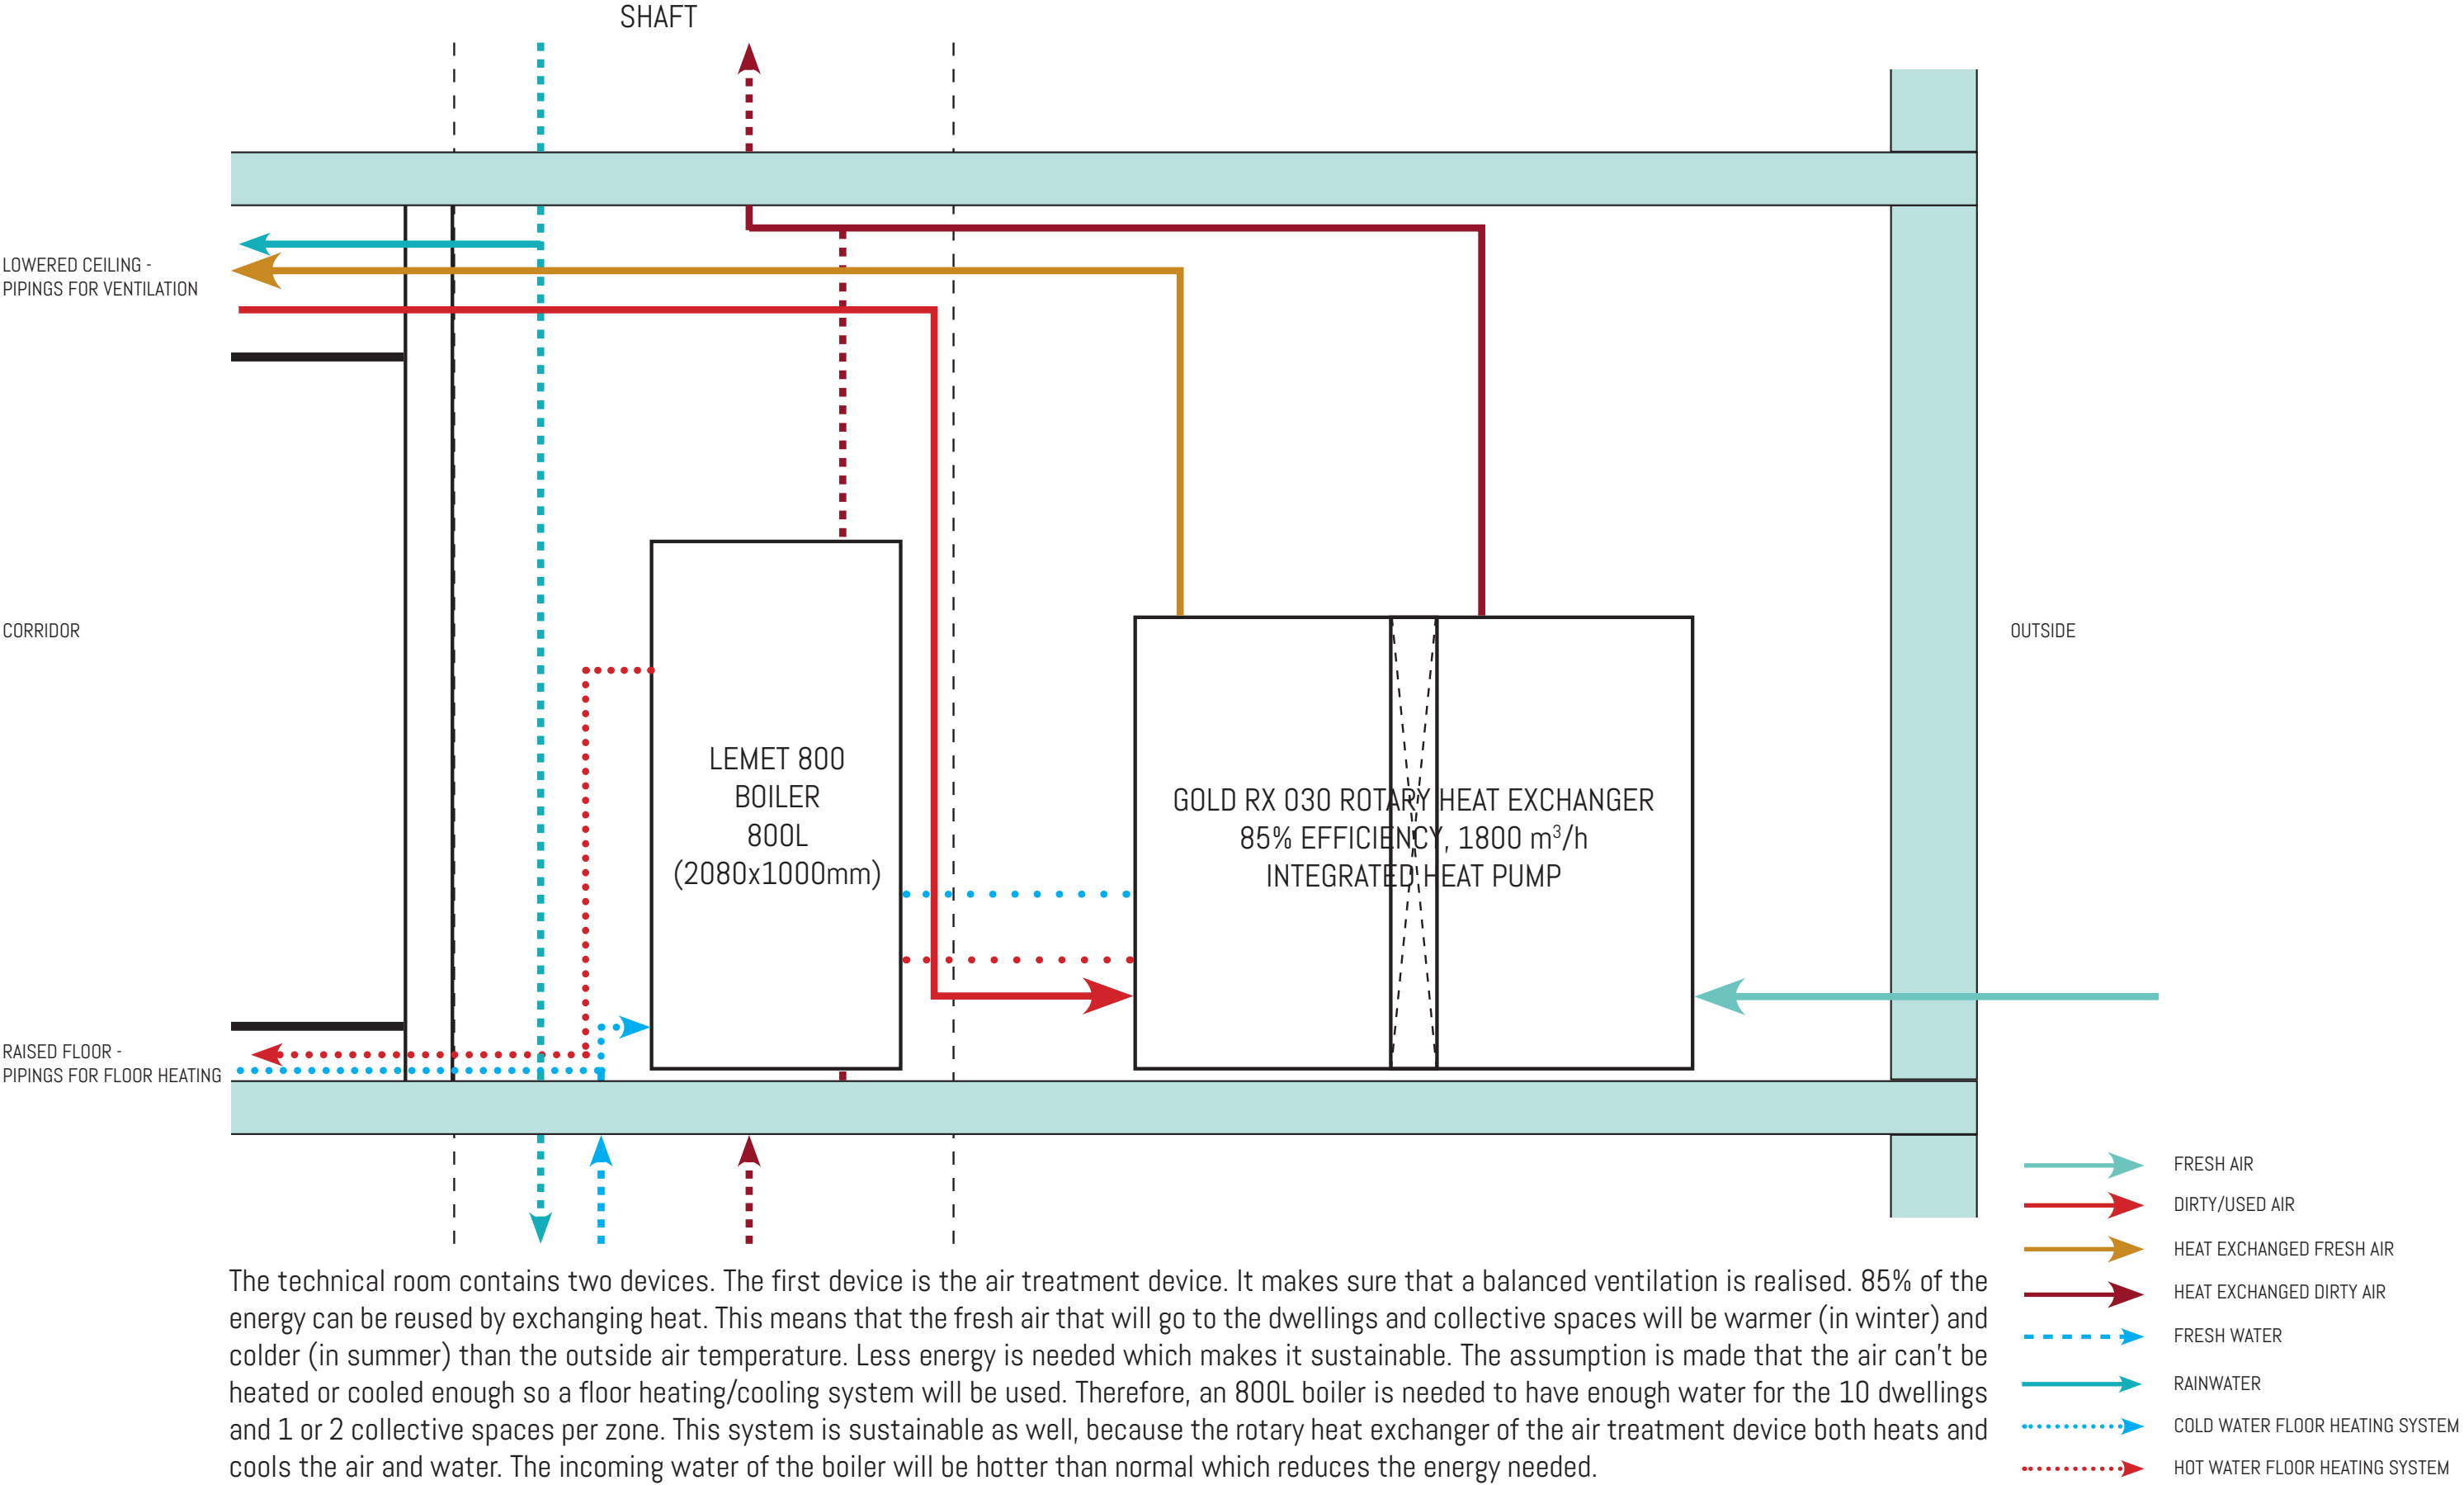 SHAFT
LOWERED CEILING -
PIPINGS FOR VENTILATION
CORRIDOR
OUTSIDE
LEMET 800
BOILER
800L
(2080x1000mm)
GOLD RX 030 ROTARY HEAT EXCHANGER
85% EFFICIENCY, 1800 m³/h
INTEGRATED HEAT PUMP
RAISED FLOOR -
PIPINGS FOR FLOOR HEATING
FRESH AIR
DIRTY/USED AIR
HEAT EXCHANGED FRESH AIR
HEAT EXCHANGED DIRTY AIR
FRESH WATER
RAINWATER
COLD WATER FLOOR HEATING SYSTEM
HOT WATER FLOOR HEATING SYSTEM
The technical room contains two devices. The first device is the air treatment device. It makes sure that a balanced ventilation is realised. 85% of the
energy can be reused by exchanging heat. This means that the fresh air that will go to the dwellings and collective spaces will be warmer (in winter) and
colder (in summer) than the outside air temperature. Less energy is needed which makes it sustainable. The assumption is made that the air can't be
heated or cooled enough so a floor heating/cooling system will be used. Therefore, an 800L boiler is needed to have enough water for the 10 dwellings
and 1 or 2 collective spaces per zone. This system is sustainable as well, because the rotary heat exchanger of the air treatment device both heats and
cools the air and water. The incoming water of the boiler will be hotter than normal which reduces the energy needed.